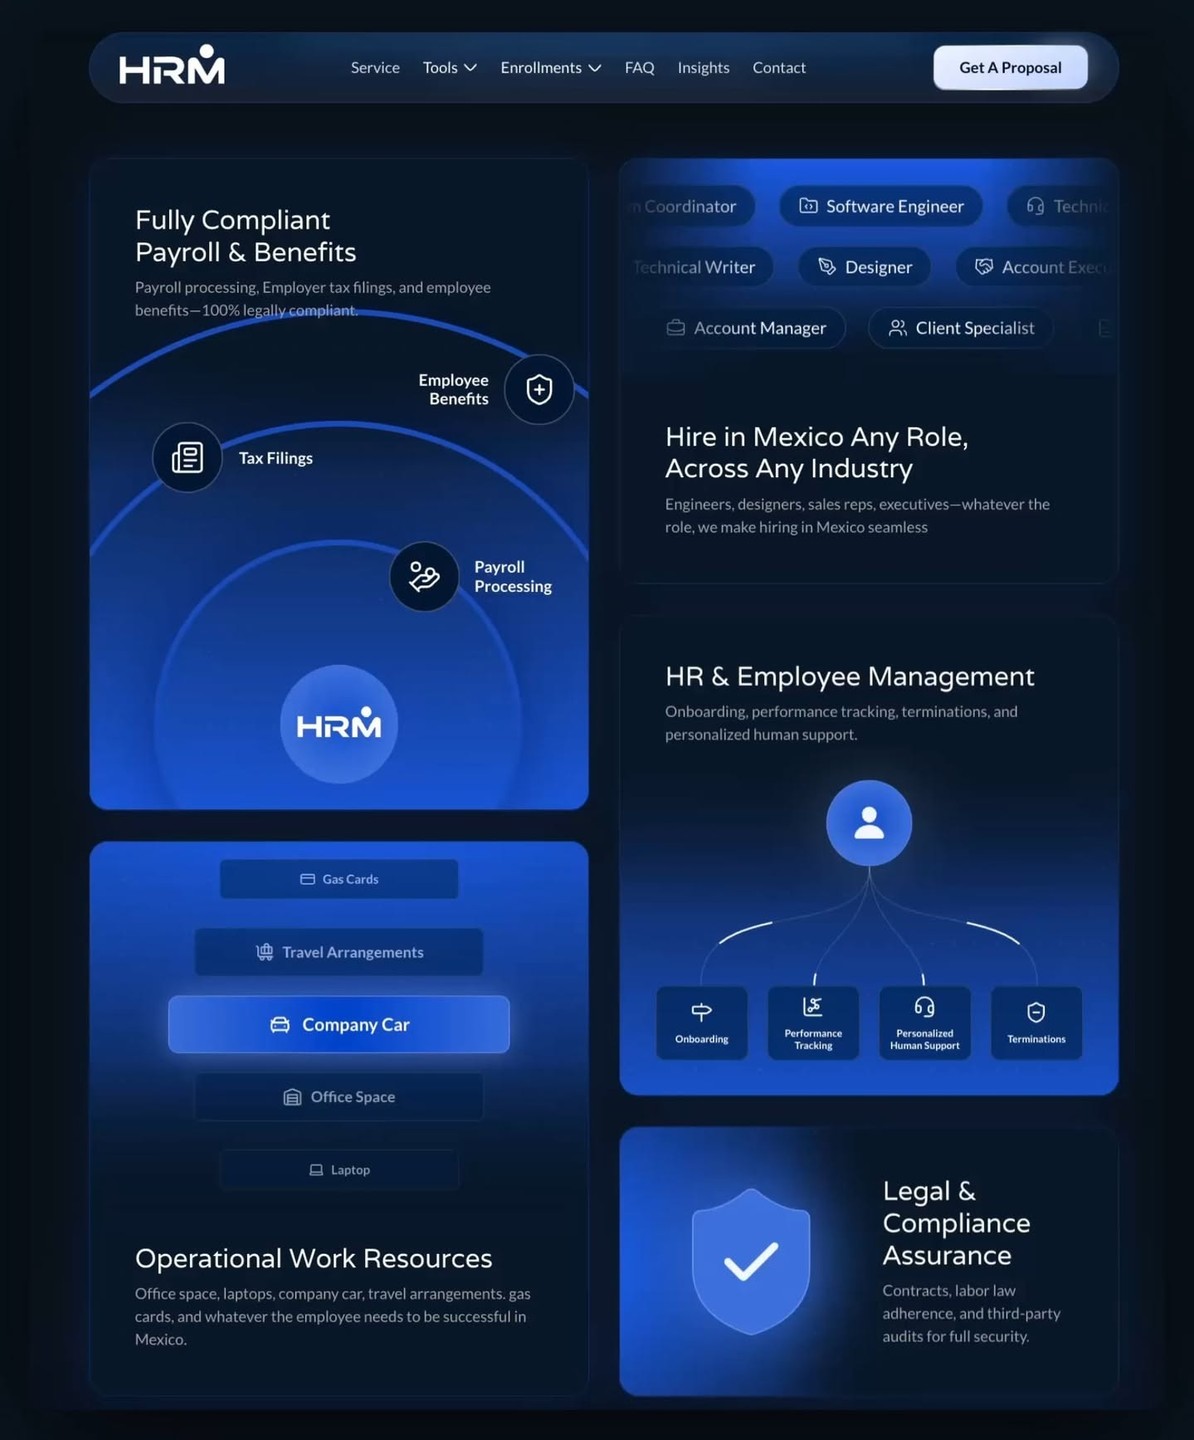 HRM
Service
Tools
Enrollments
FAQ
Insights
Contact
Get A Proposal
Fully Compliant
Payroll & Benefits
Payroll processing, Employer tax filings, and employee
benefits—100% legally compliant.
Employee
Benefits
Tax Filings
Payroll
Processing
HRM
Coordinator
Software Engineer
Technical Writer
Designer
Account
Account Manager
Client Specialist
Hire in Mexico Any Role,
Across Any Industry
Engineers, designers, sales reps, executives—whatever the
role, we make hiring in Mexico seamless
HR & Employee Management
Onboarding, performance tracking, terminations, and
personalized human support.
Onboarding
Performance
Tracking
Personalized
Human Support
Terminations
Gas Cards
Travel Arrangements
Company Car
Office Space
Laptop
Operational Work Resources
Office space, laptops, company car, travel arrangements. gas
cards, and whatever the employee needs to be successful in
Mexico.
Legal &
Compliance
Assurance
Contracts, labor law
adherence, and third-party
audits for full security.